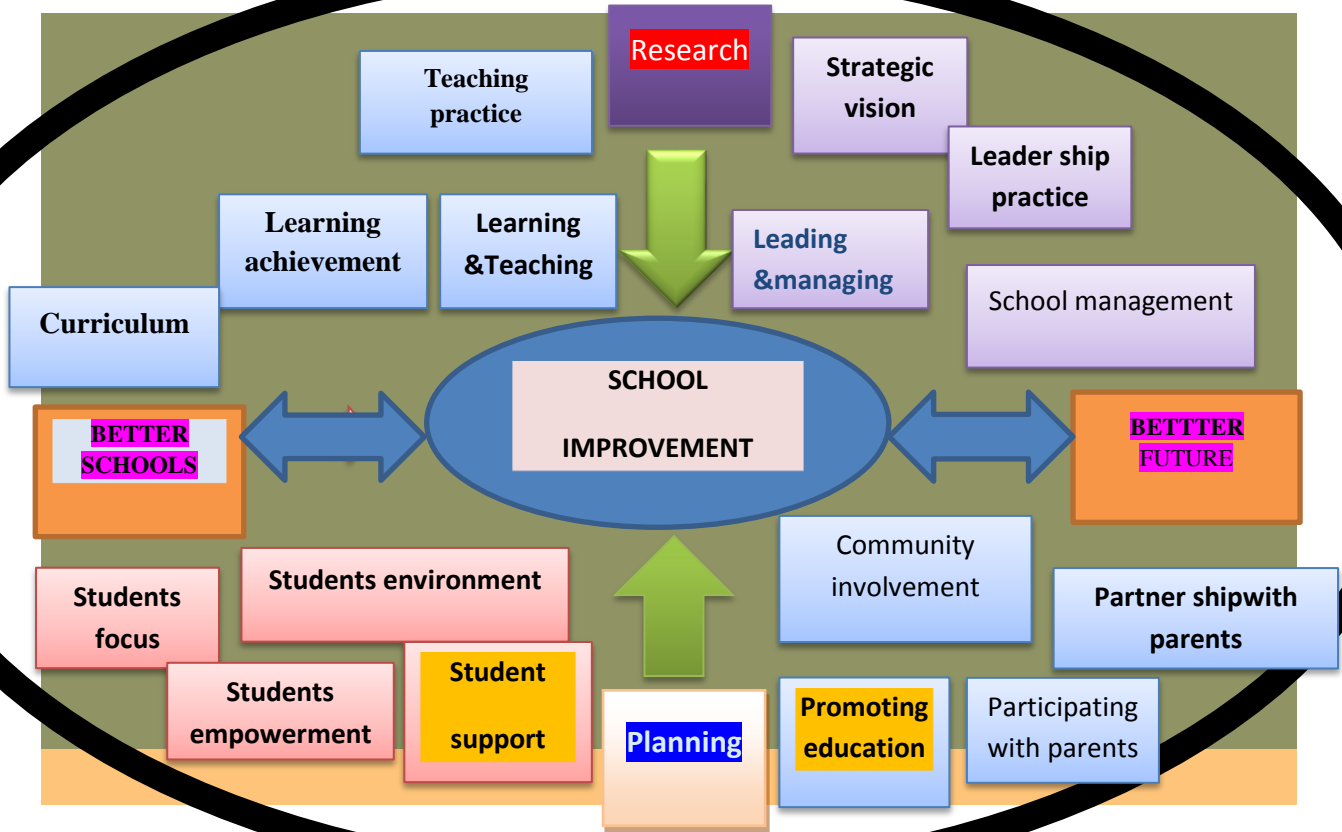 Research
Teaching
practice
Strategic
vision
Leader ship
practice
Learning
achievement
Learning
&Teaching
Leading
&managing
School management
Curriculum
SCHOOL
IMPROVEMENT
BETTER
SCHOOLS
BETTTER
FUTURE
Community
involvement
Students environment
Students
focus
Partner shipwith
parents
Students
empowerment
Student
support
Planning
Promoting
education
Participating
with parents